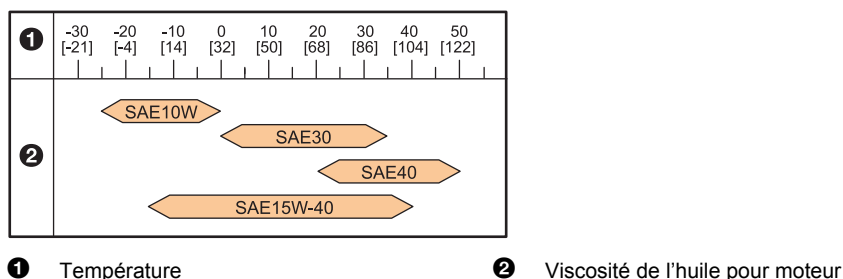 ❶ -30 -20 -10 0 10 20 30 40 50
[-21] [-4] [14] [32] [50] [68] [86] [104] [122]
❷
SAE10W
SAE30
SAE40
SAE15W-40
❶ Température ❷ Viscosité de l'huile pour moteur